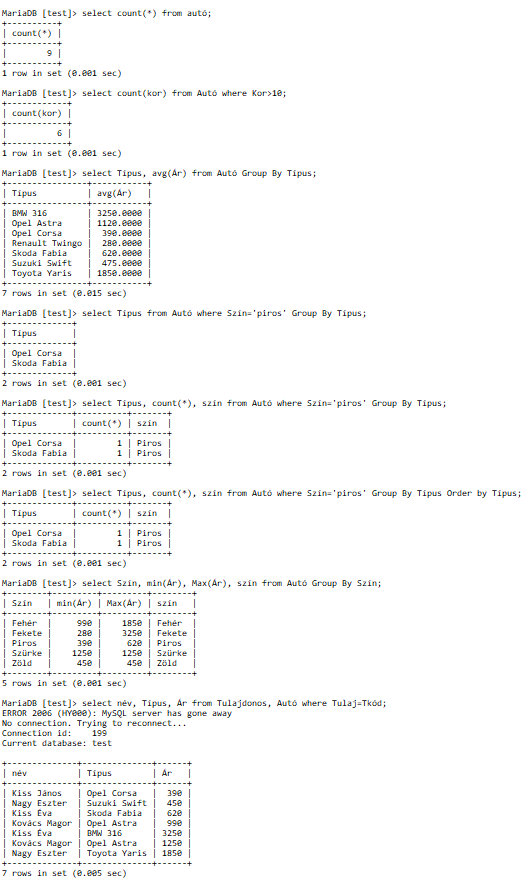 MariaDB [test]> select count(*) from autó;
+----------+
| count(*) |
+----------+
|        9 |
+----------+
1 row in set (0.001 sec)

MariaDB [test]> select count(kor) from Autó where Kor>10;
+------------+
| count(kor) |
+------------+
|          6 |
+------------+
1 row in set (0.001 sec)

MariaDB [test]> select Típus, avg(Ár) from Autó Group By Típus;
+----------------+-----------+
| Típus          | avg(Ár)   |
+----------------+-----------+
| BMW 316        | 3250.0000 |
| Opel Astra     | 1120.0000 |
| Opel Corsa     |  390.0000 |
| Renault Twingo |  280.0000 |
| Skoda Fabia    |  620.0000 |
| Suzuki Swift   |  475.0000 |
| Toyota Yaris   | 1850.0000 |
+----------------+-----------+
7 rows in set (0.015 sec)

MariaDB [test]> select Típus from Autó where Szín='piros' Group By Típus;
+-------------+
| Típus       |
+-------------+
| Opel Corsa  |
| Skoda Fabia |
+-------------+
2 rows in set (0.001 sec)

MariaDB [test]> select Típus, count(*), szín from Autó where Szín='piros' Group By Típus;
+-------------+----------+-------+
| Típus       | count(*) | szín  |
+-------------+----------+-------+
| Opel Corsa  |        1 | Piros |
| Skoda Fabia |        1 | Piros |
+-------------+----------+-------+
2 rows in set (0.001 sec)

MariaDB [test]> select Típus, count(*), szín from Autó where Szín='piros' Group By Típus Order by Típus;
+-------------+----------+-------+
| Típus       | count(*) | szín  |
+-------------+----------+-------+
| Opel Corsa  |        1 | Piros |
| Skoda Fabia |        1 | Piros |
+-------------+----------+-------+
2 rows in set (0.001 sec)

MariaDB [test]> select Szín, min(Ár), Max(Ár), szín from Autó Group By Szín;
+--------+---------+---------+--------+
| Szín   | min(Ár) | Max(Ár) | szín   |
+--------+---------+---------+--------+
| Fehér  |     990 |    1850 | Fehér  |
| Fekete |     280 |    3250 | Fekete |
| Piros  |     390 |     620 | Piros  |
| Szürke |    1250 |    1250 | Szürke |
| Zöld   |     450 |     450 | Zöld   |
+--------+---------+---------+--------+
5 rows in set (0.001 sec)

MariaDB [test]> select név, Típus, Ár from Tulajdonos, Autó where Tulaj=Tkód;
ERROR 2006 (HY000): MySQL server has gone away
No connection. Trying to reconnect...
Connection id:    199
Current database: test

+--------------+--------------+------+
| név          | Típus        | Ár   |
+--------------+--------------+------+
| Kiss János   | Opel Corsa   |  390 |
| Nagy Eszter  | Suzuki Swift |  450 |
| Kiss Éva     | Skoda Fabia  |  620 |
| Kovács Magor | Opel Astra   |  990 |
| Kiss Éva     | BMW 316      | 3250 |
| Kovács Magor | Opel Astra   | 1250 |
| Nagy Eszter  | Toyota Yaris | 1850 |
+--------------+--------------+------+
7 rows in set (0.005 sec)